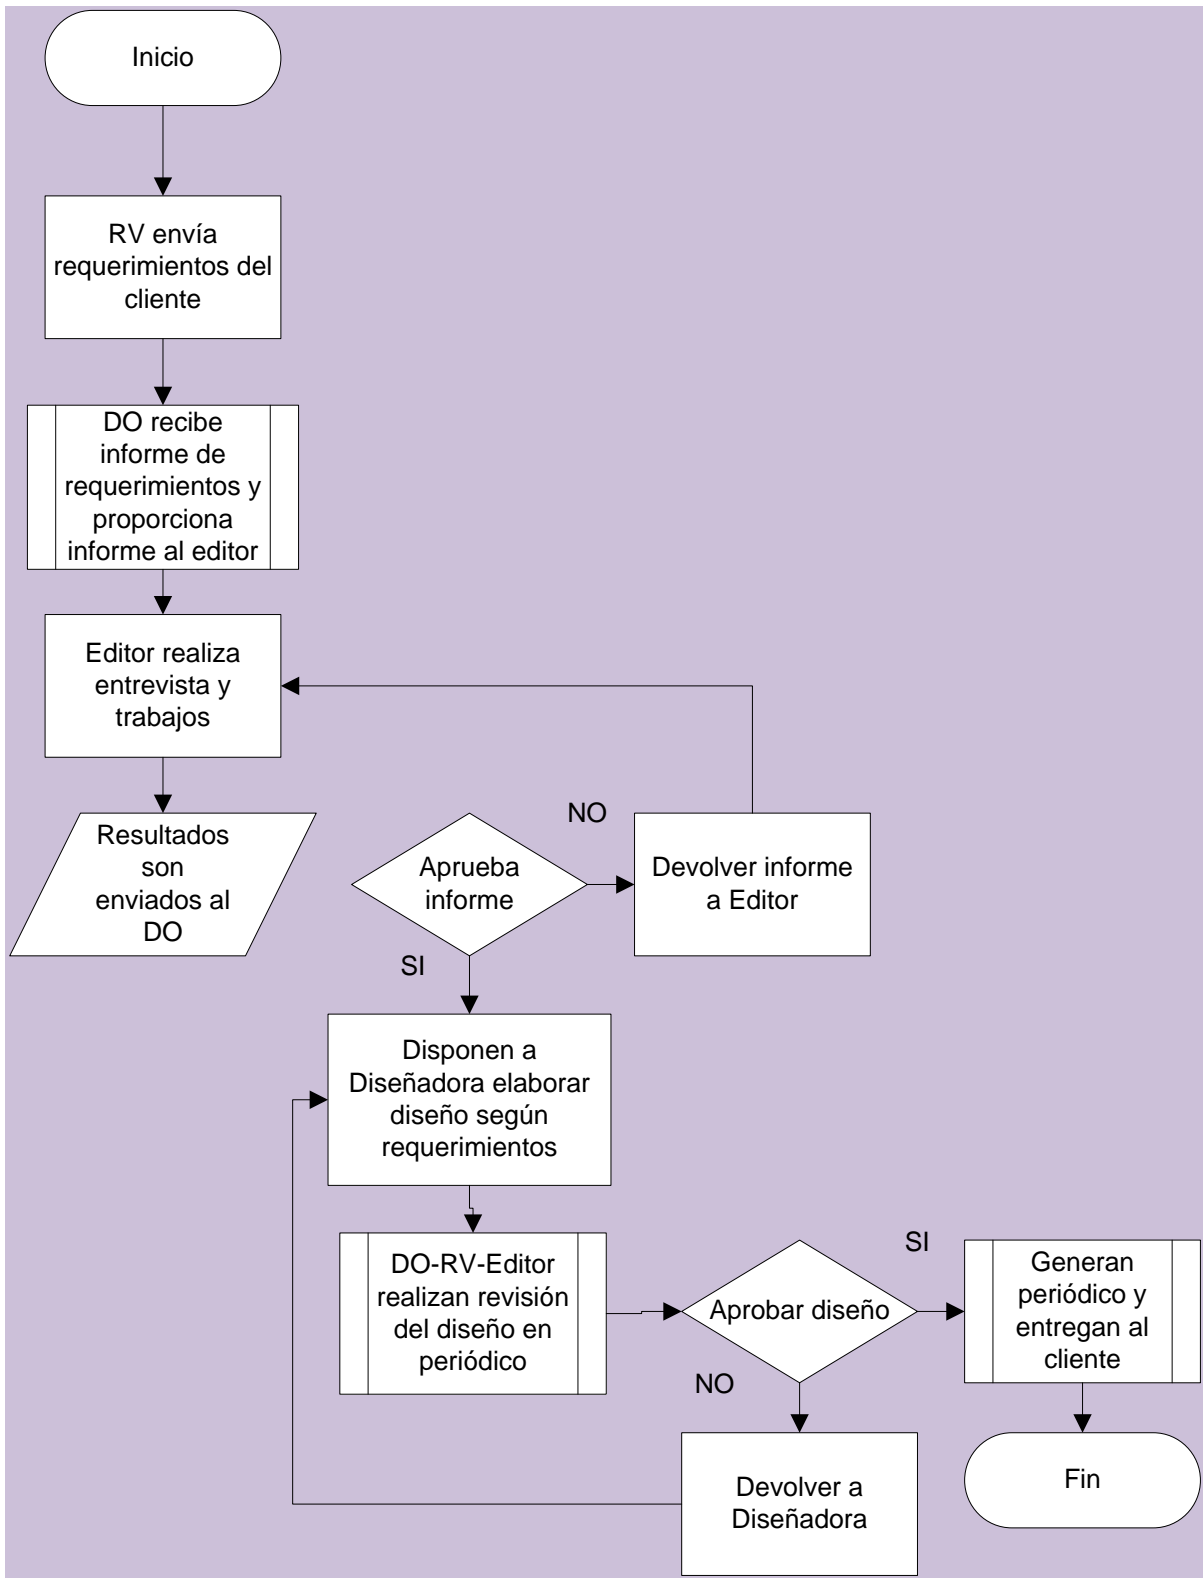 Inicio
RV envía
requerimientos del
cliente
DO recibe
informe de
requerimientos y
proporciona
informe al editor
Editor realiza
entrevista y
trabajos
Resultados
son
enviados al
DO
Aprueba
informe
NO
Devolver informe
a Editor
SI
Disponen a
Diseñadora elaborar
diseño según
requerimientos
DO-RV-Editor
realizan revisión
del diseño en
periódico
Aprobar diseño
SI
Generan
periódico y
entregan al
cliente
NO
Devolver a
Diseñadora
Fin